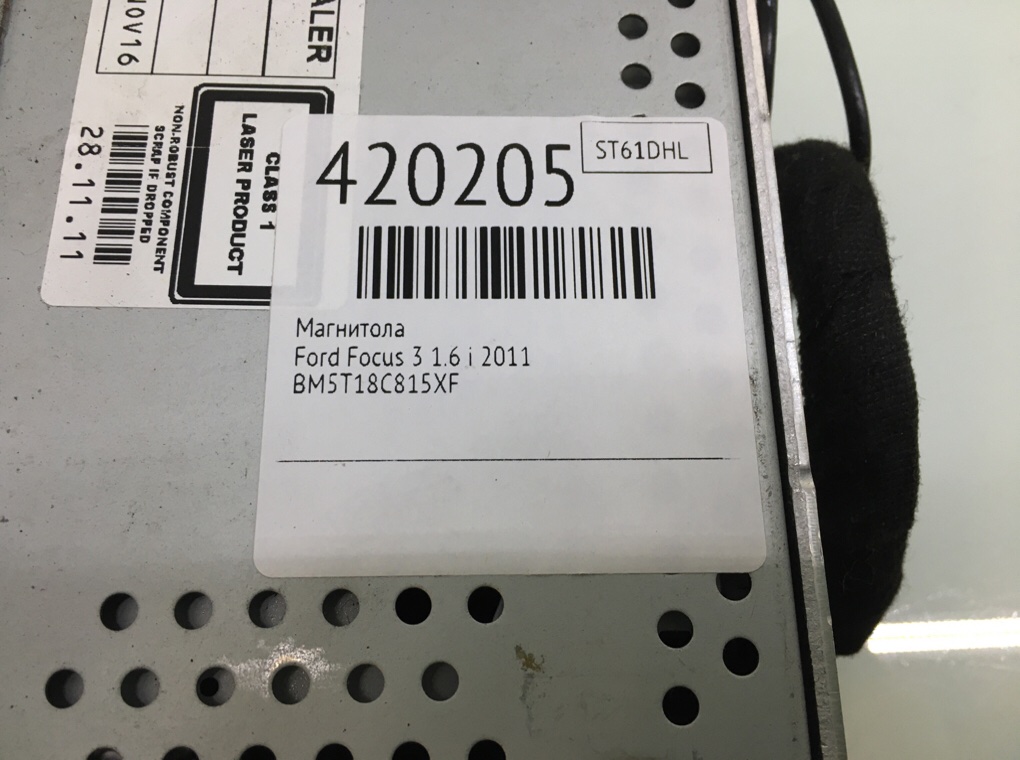 ALER
NOV16
CLASS 1
LASER PRODUCT
NON.ROBUST COMPONENT
SCRAP IF DROPPED
28.11.11
420205
ST61DHL
Магнитола
Ford Focus 3 1.6 i 2011
BM5T18C815XF